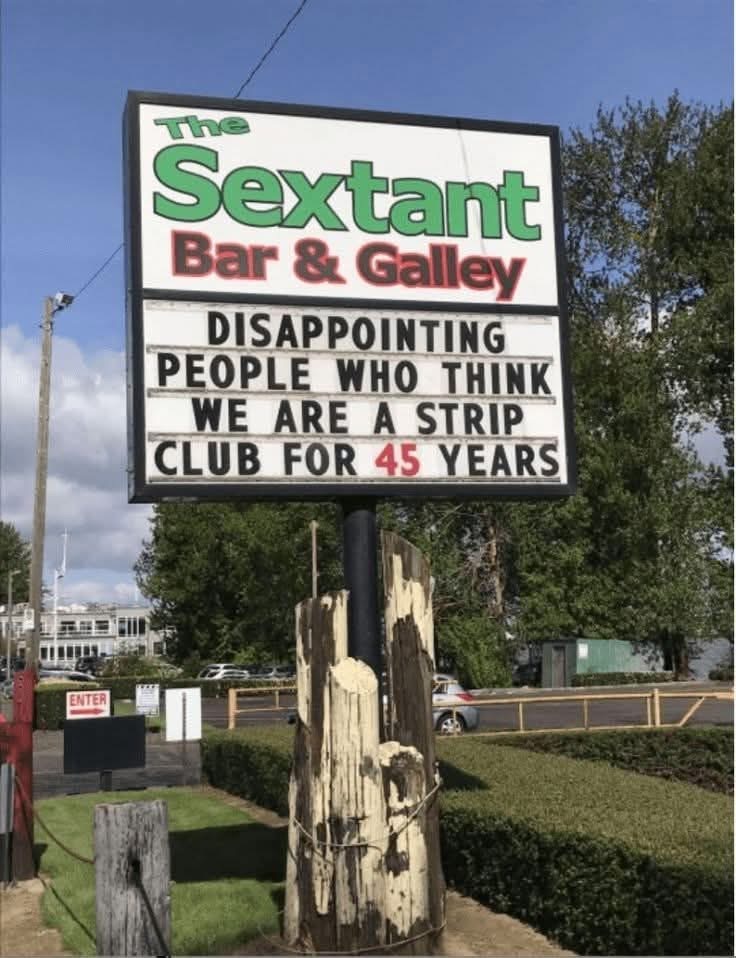 The
Sextant
Bar & Galley
DISAPPOINTING
PEOPLE WHO THINK
WE ARE A STRIP
CLUB FOR 45 YEARS
ENTER